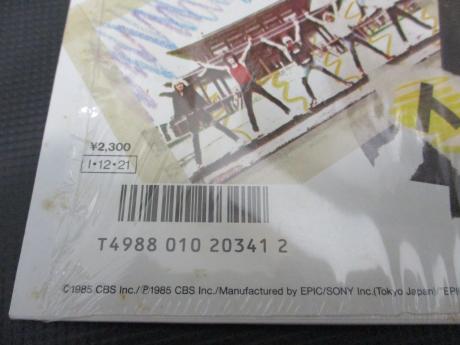 ¥2,300
I・12・21
T4988 010 20341 2
©1985 CBS Inc./℗1985 CBS Inc./Manufactured by EPIC/SONY Inc.(Tokyo Japan)/"EPI